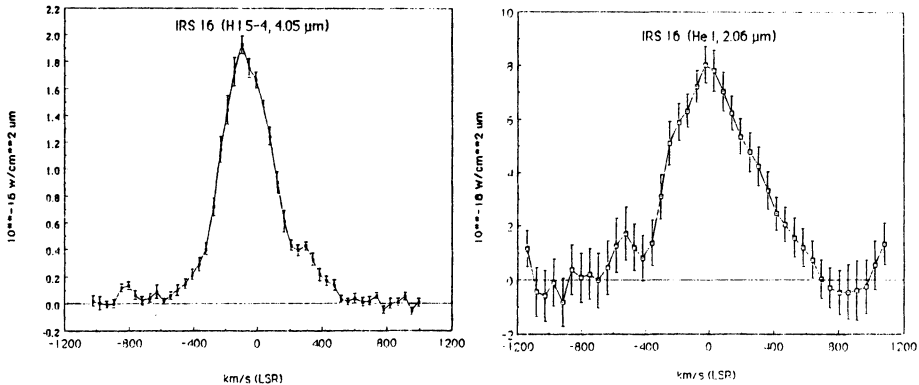 IRS 16 (H I 5-4, 4.05 µm)
10**-16 w/cm**2 um
2.2
2.0
1.8
1.6
1.4
1.2
1.0
0.8
0.6
0.4
0.2
0.0
-0.2
-1200 -800 -400 0 400 800 1200
km/s (LSR)
IRS 16 (He I, 2.06 µm)
10**-16 w/cm**2 um
10
8
6
4
2
0
-2
-1200 -800 -400 0 400 800 1200
km/s (LSR)